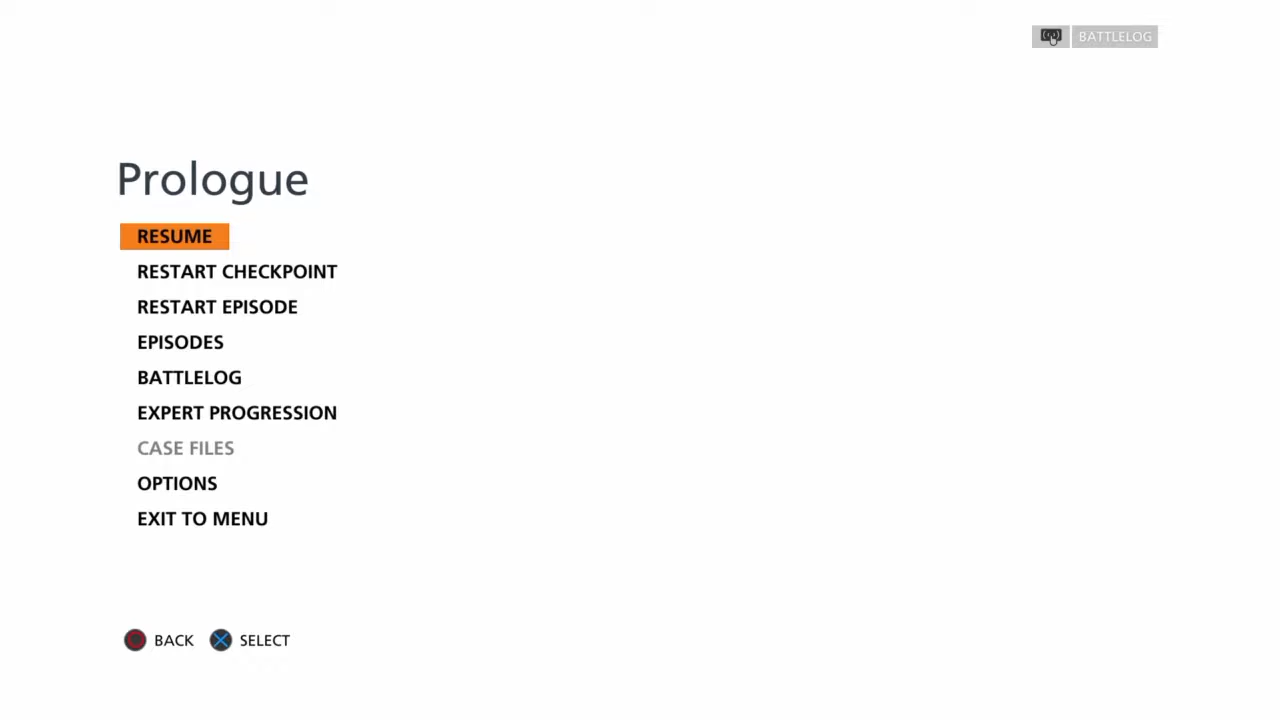 BATTLELOG
Prologue
RESUME
RESTART CHECKPOINT
RESTART EPISODE
EPISODES
BATTLELOG
EXPERT PROGRESSION
CASE FILES
OPTIONS
EXIT TO MENU
BACK SELECT